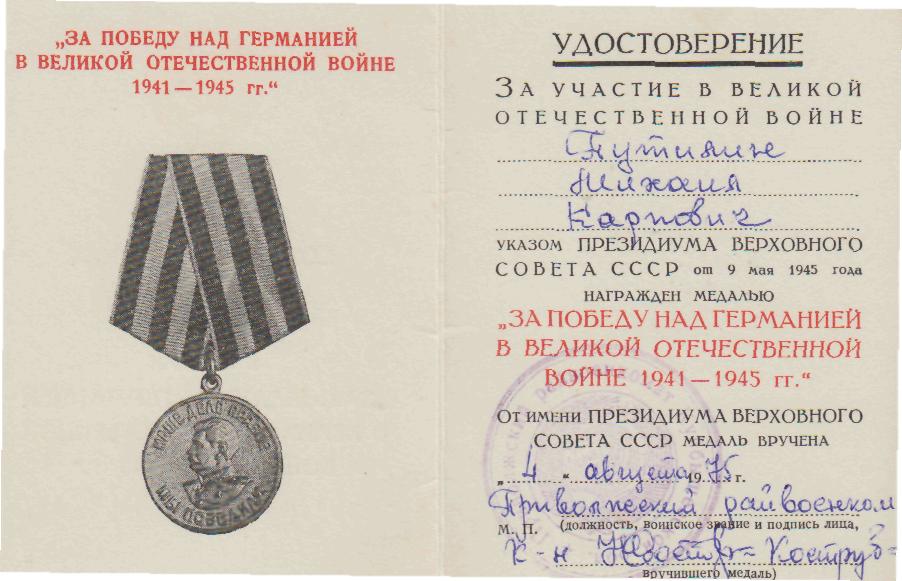 „ЗА ПОБЕДУ НАД ГЕРМАНИЕЙ
В ВЕЛИКОЙ ОТЕЧЕСТВЕННОЙ ВОЙНЕ
1941—1945 гг.“
НАШЕ ДЕЛО ПРАВОЕ
МЫ ПОБЕДИЛИ
УДОСТОВЕРЕНИЕ
ЗА УЧАСТИЕ В ВЕЛИКОЙ
ОТЕЧЕСТВЕННОЙ ВОЙНЕ
Путилин
Михаил
Карпович
УКАЗОМ ПРЕЗИДИУМА ВЕРХОВНОГО
СОВЕТА СССР от 9 мая 1945 года
НАГРАЖДЕН МЕДАЛЬЮ
„ЗА ПОБЕДУ НАД ГЕРМАНИЕЙ
В ВЕЛИКОЙ ОТЕЧЕСТВЕННОЙ
ВОЙНЕ 1941—1945 гг.“
ОТ ИМЕНИ ПРЕЗИДИУМА ВЕРХОВНОГО
СОВЕТА СССР МЕДАЛЬ ВРУЧЕНА
„4“ августа 1975 г.
Приволжский райвоенком
М. П. (должность, воинское звание и подпись лица,
К-н
вручившего медаль)